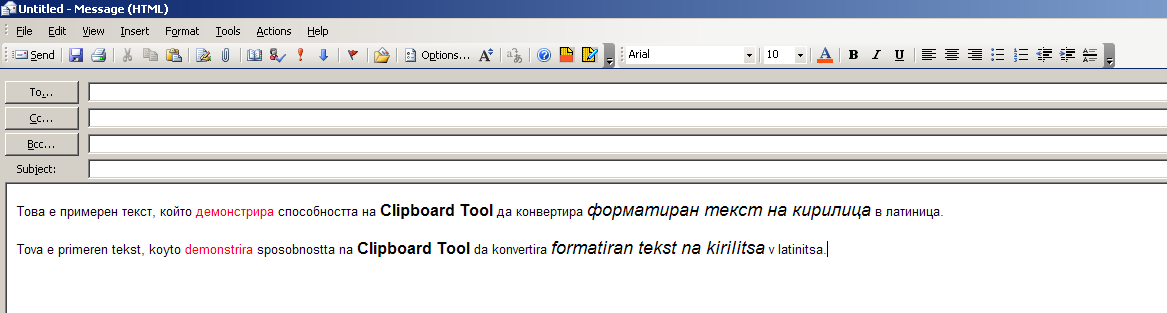 Untitled - Message (HTML)
File Edit View Insert Format Tools Actions Help
Send Options... Arial 10 A B I U
To...
Cc...
Bcc...
Subject:
Това е примерен текст, който демонстрира способността на Clipboard Tool да конвертира форматиран текст на кирилица в латиница.
Tova e primeren tekst, koyto demonstrira sposobnostta na Clipboard Tool da konvertira formatiran tekst na kirilitsa v latinitsa.